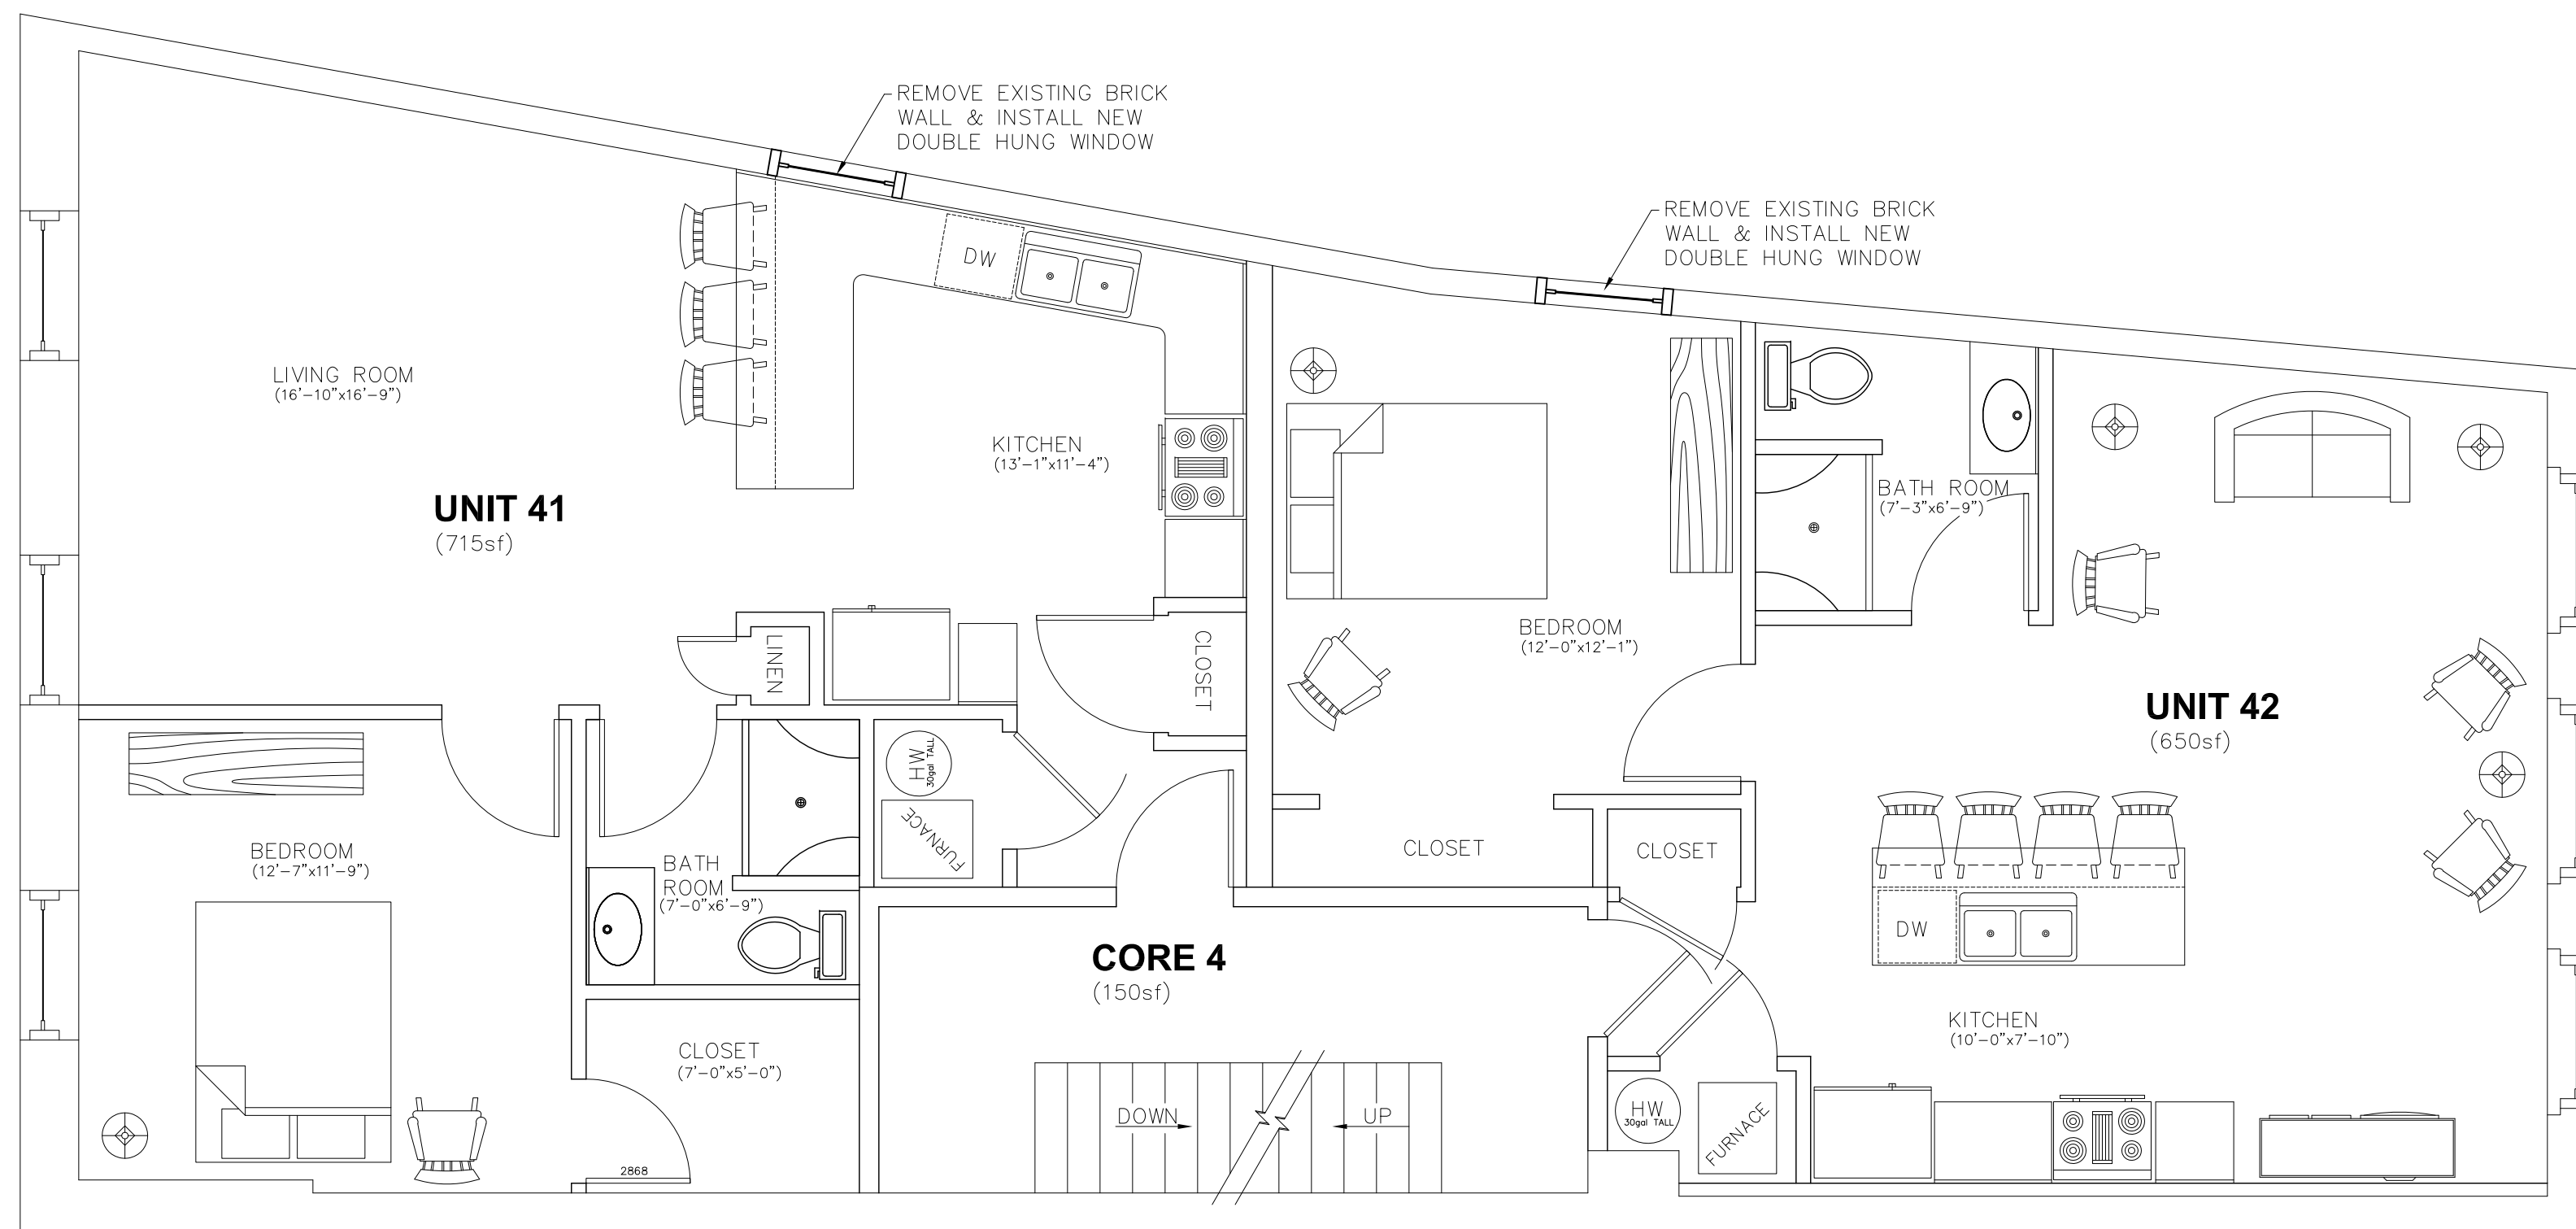 REMOVE EXISTING BRICK
WALL & INSTALL NEW
DOUBLE HUNG WINDOW
REMOVE EXISTING BRICK
WALL & INSTALL NEW
DOUBLE HUNG WINDOW
DW
LIVING ROOM
(16'-10"x16'-9")
KITCHEN
(13'-1"x11'-4")
UNIT 41
(715sf)
LINEN
CLOSET
BEDROOM
(12'-0"x12'-1")
BATH ROOM
(7'-3"x6'-9")
UNIT 42
(650sf)
HW
30gal TALL
FURNACE
BEDROOM
(12'-7"x11'-9")
BATH
ROOM
(7'-0"x6'-9")
CLOSET
CLOSET
DW
CORE 4
(150sf)
KITCHEN
(10'-0"x7'-10")
CLOSET
(7'-0"x5'-0")
DOWN
UP
HW
30gal TALL
FURNACE
2868